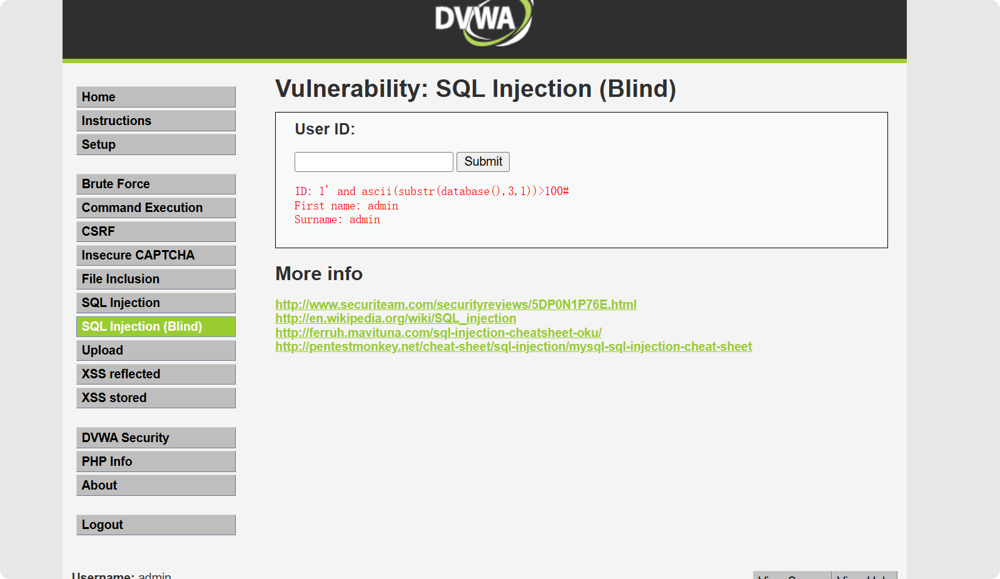 DVWA
Home
Instructions
Setup
Brute Force
Command Execution
CSRF
Insecure CAPTCHA
File Inclusion
SQL Injection
SQL Injection (Blind)
Upload
XSS reflected
XSS stored
DVWA Security
PHP Info
About
Logout
Vulnerability: SQL Injection (Blind)
User ID:
Submit
ID: 1' and ascii(substr(database(),3,1))>100#
First name: admin
Surname: admin
More info
http://www.securiteam.com/securityreviews/5DP0N1P76E.html
http://en.wikipedia.org/wiki/SQL_injection
http://ferruh.mavituna.com/sql-injection-cheatsheet-oku/
http://pentestmonkey.net/cheat-sheet/sql-injection/mysql-sql-injection-cheat-sheet
Username: admin